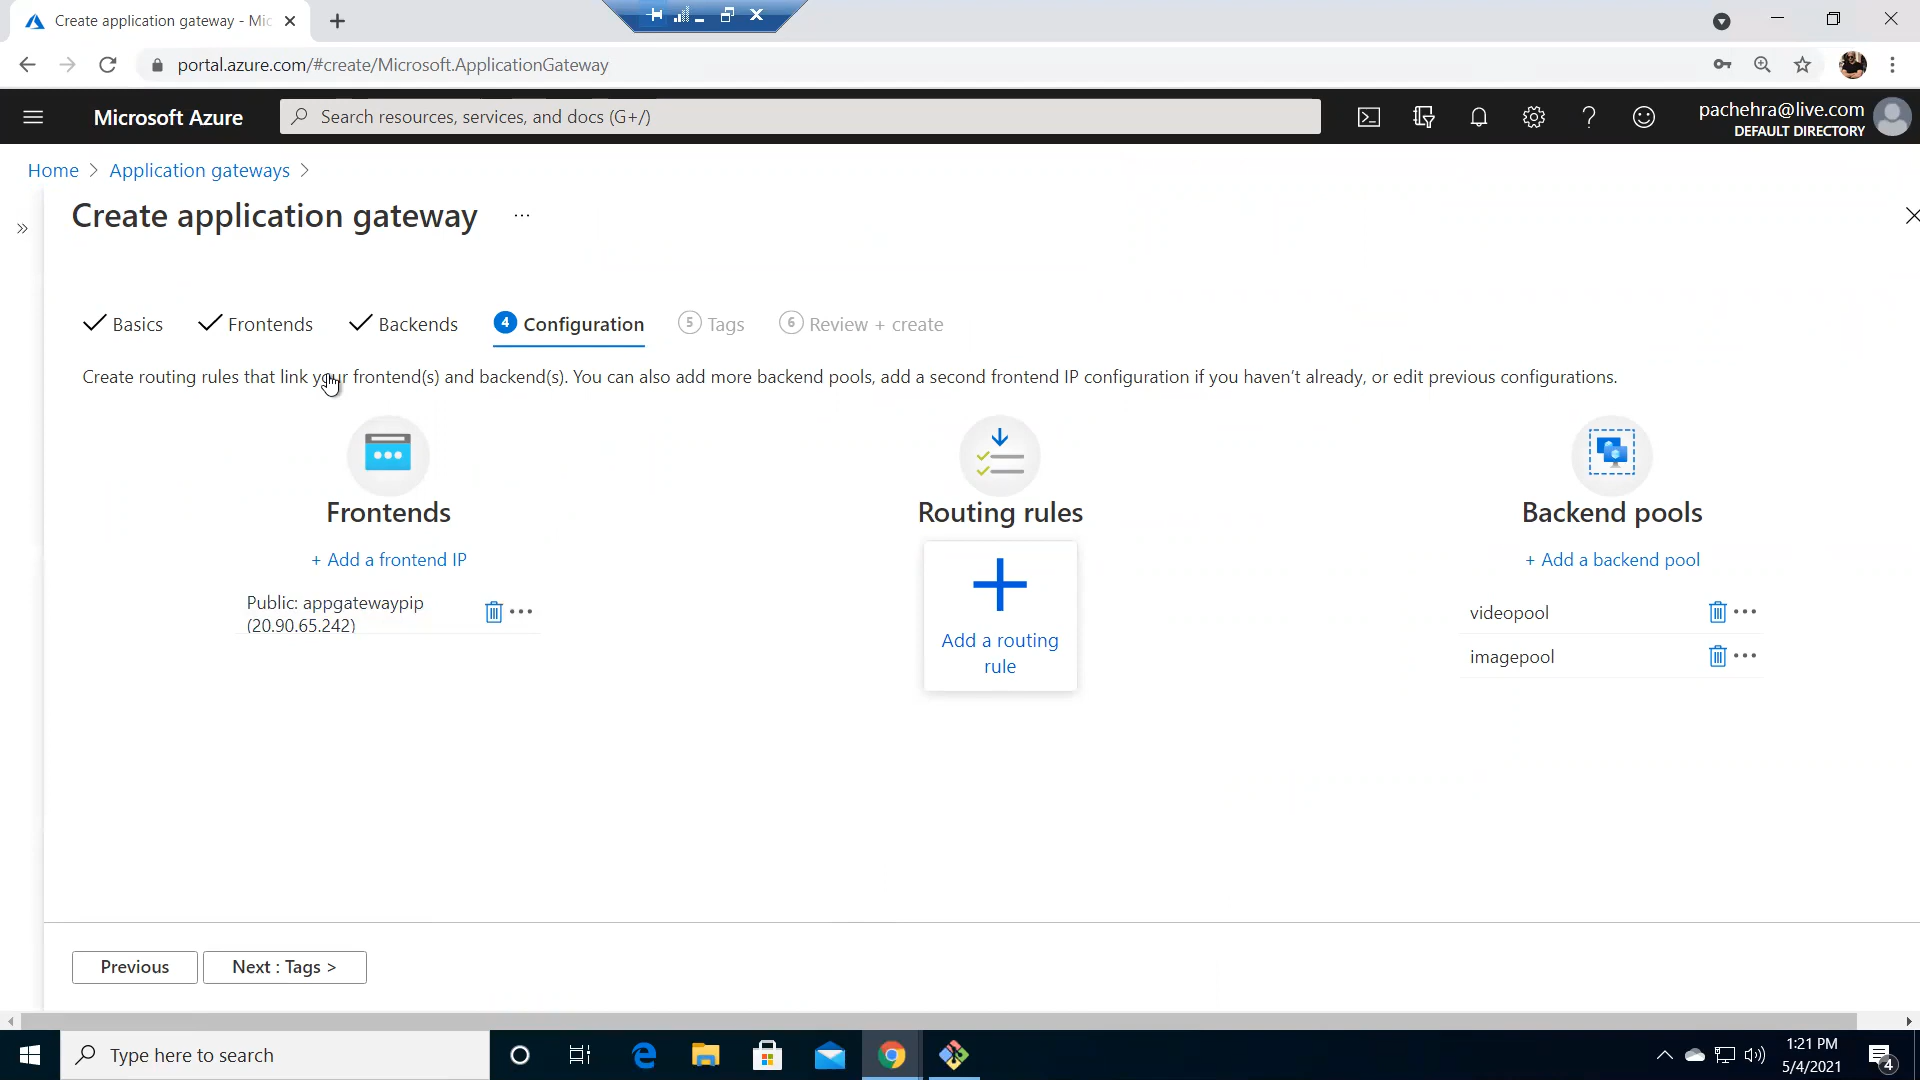 Create application gateway - Mic
portal.azure.com/#create/Microsoft.ApplicationGateway
Microsoft Azure
Search resources, services, and docs (G+/)
pachehra@live.com
DEFAULT DIRECTORY
Home > Application gateways >
Create application gateway
Basics
Frontends
Backends
4 Configuration
5 Tags
6 Review + create
Create routing rules that link your frontend(s) and backend(s). You can also add more backend pools, add a second frontend IP configuration if you haven't already, or edit previous configurations.
Frontends
+ Add a frontend IP
Public: appgatewaypip
(20.90.65.242)
Routing rules
Add a routing
rule
Backend pools
+ Add a backend pool
videopool
imagepool
Previous
Next : Tags >
Type here to search
1:21 PM
5/4/2021
4